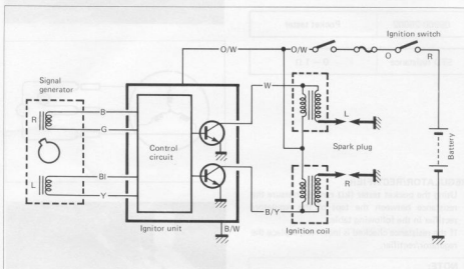 Ignition switch
O/W
O/W
O
R
Signal generator
W
R
B
G
L
Control circuit
Spark plug
Battery
Bl
L
Y
R
B/Y
Ignitor unit
B/W
Ignition coil